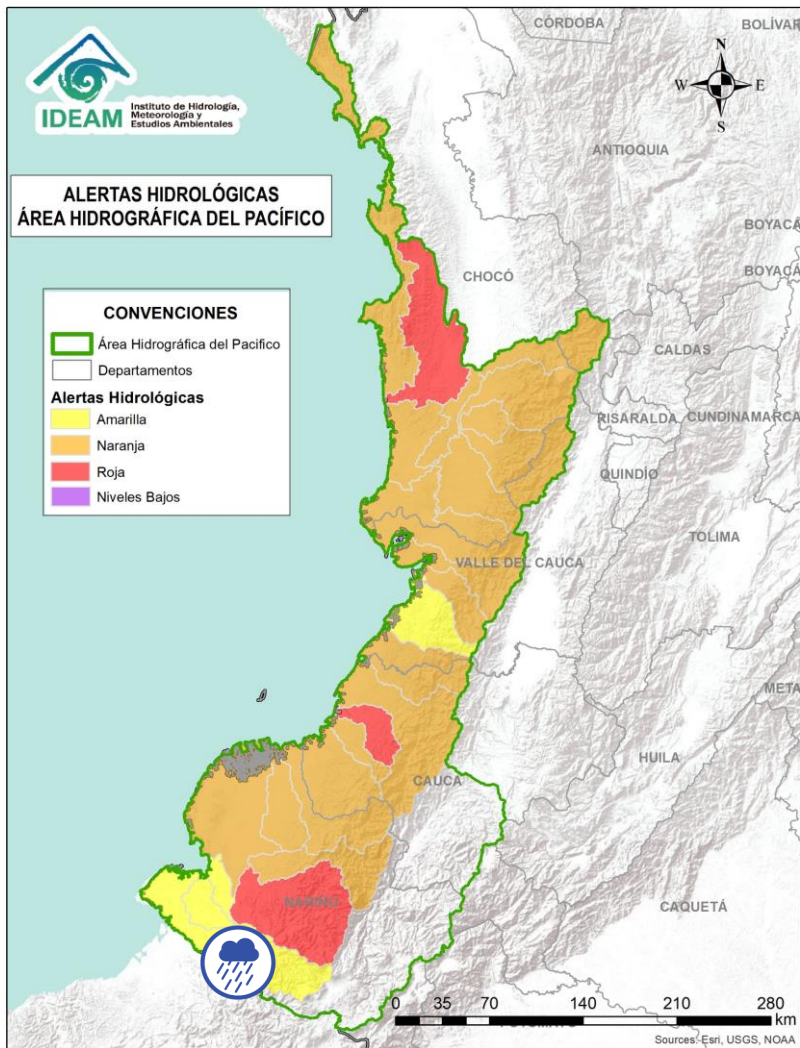 IDEAM
Instituto de Hidrología,
Meteorología y
Estudios Ambientales
ALERTAS HIDROLÓGICAS
ÁREA HIDROGRÁFICA DEL PACÍFICO
CONVENCIONES
Área Hidrográfica del Pacifico
Departamentos
Alertas Hidrológicas
Amarilla
Naranja
Roja
Niveles Bajos
N
W E
S
CÓRDOBA
BOLÍVAR
ANTIOQUIA
BOYACÁ
BOYACÁ
CHOCÓ
CALDAS
RISARALDA
CUNDINAMARCA
QUINDÍO
TOLIMA
VALLE DEL CAUCA
META
HUILA
CAUCA
NARIÑO
CAQUETÁ
0 35 70 140 210 280
km
Sources: Esri, USGS, NOAA